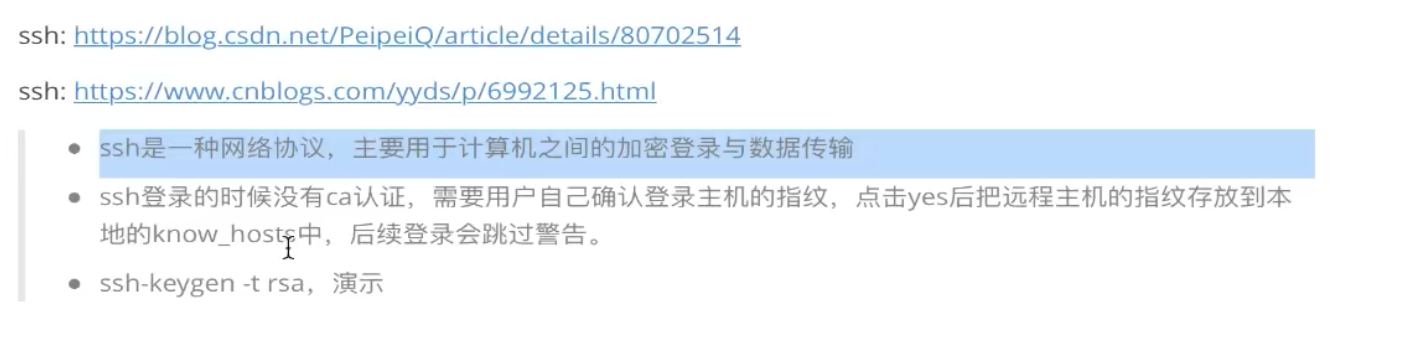 ssh: https://blog.csdn.net/PeipeiQ/article/details/80702514
ssh: https://www.cnblogs.com/yyds/p/6992125.html
ssh是一种网络协议，主要用于计算机之间的加密登录与数据传输
ssh登录的时候没有ca认证，需要用户自己确认登录主机的指纹，点击yes后把远程主机的指纹存放到本
地的know_hosts中，后续登录会跳过警告。
ssh-keygen -t rsa，演示